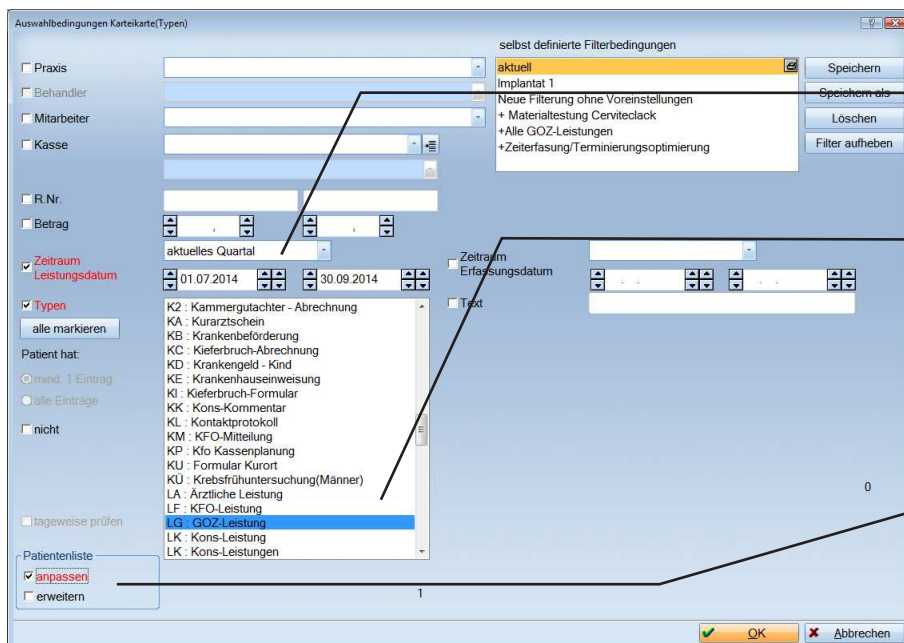 Auswahlbedingungen Karteikarte(Typen)
selbst definierte Filterbedingungen
Praxis
Behandler
Mitarbeiter
Kasse
aktuell
Implantat 1
Neue Filterung ohne Voreinstellungen
+ Materialtestung Cerviteclack
+Alle GOZ-Leistungen
+Zeiterfasung/Terminierungsoptimierung
Speichern
Speichern als
Löschen
Filter aufheben
R.Nr.
Betrag
, ,
Zeitraum
Leistungsdatum
aktuelles Quartal
01.07.2014 30.09.2014
Zeitraum
Erfassungsdatum
. . . .
Text
Typen
alle markieren
Patient hat:
mind. 1 Eintrag
alle Einträge
nicht
tageweise prüfen
K2 : Kammergutachter - Abrechnung
KA : Kurarztschein
KB : Krankenbeförderung
KC : Kieferbruch-Abrechnung
KD : Krankengeld - Kind
KE : Krankenhauseinweisung
KI : Kieferbruch-Formular
KK : Kons-Kommentar
KL : Kontaktprotokoll
KM : KFO-Mitteilung
KP : Kfo Kassenplanung
KU : Formular Kurort
KÜ : Krebsfrühuntersuchung(Männer)
LA : Ärztliche Leistung
LF : KFO-Leistung
LG : GOZ-Leistung
LK : Kons-Leistung
LK : Kons-Leistungen
0
Patientenliste
anpassen
erweitern
1
OK
Abbrechen